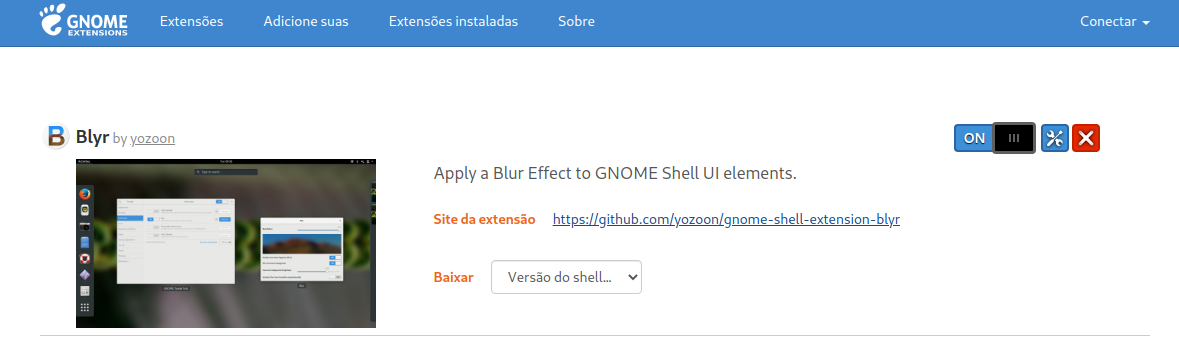 GNOME
EXTENSIONS
Extensões Adicione suas Extensões instaladas Sobre Conectar
B Blyr by yozoon
ON
Apply a Blur Effect to GNOME Shell UI elements.
Site da extensão https://github.com/yozoon/gnome-shell-extension-blyr
Baixar Versão do shell...